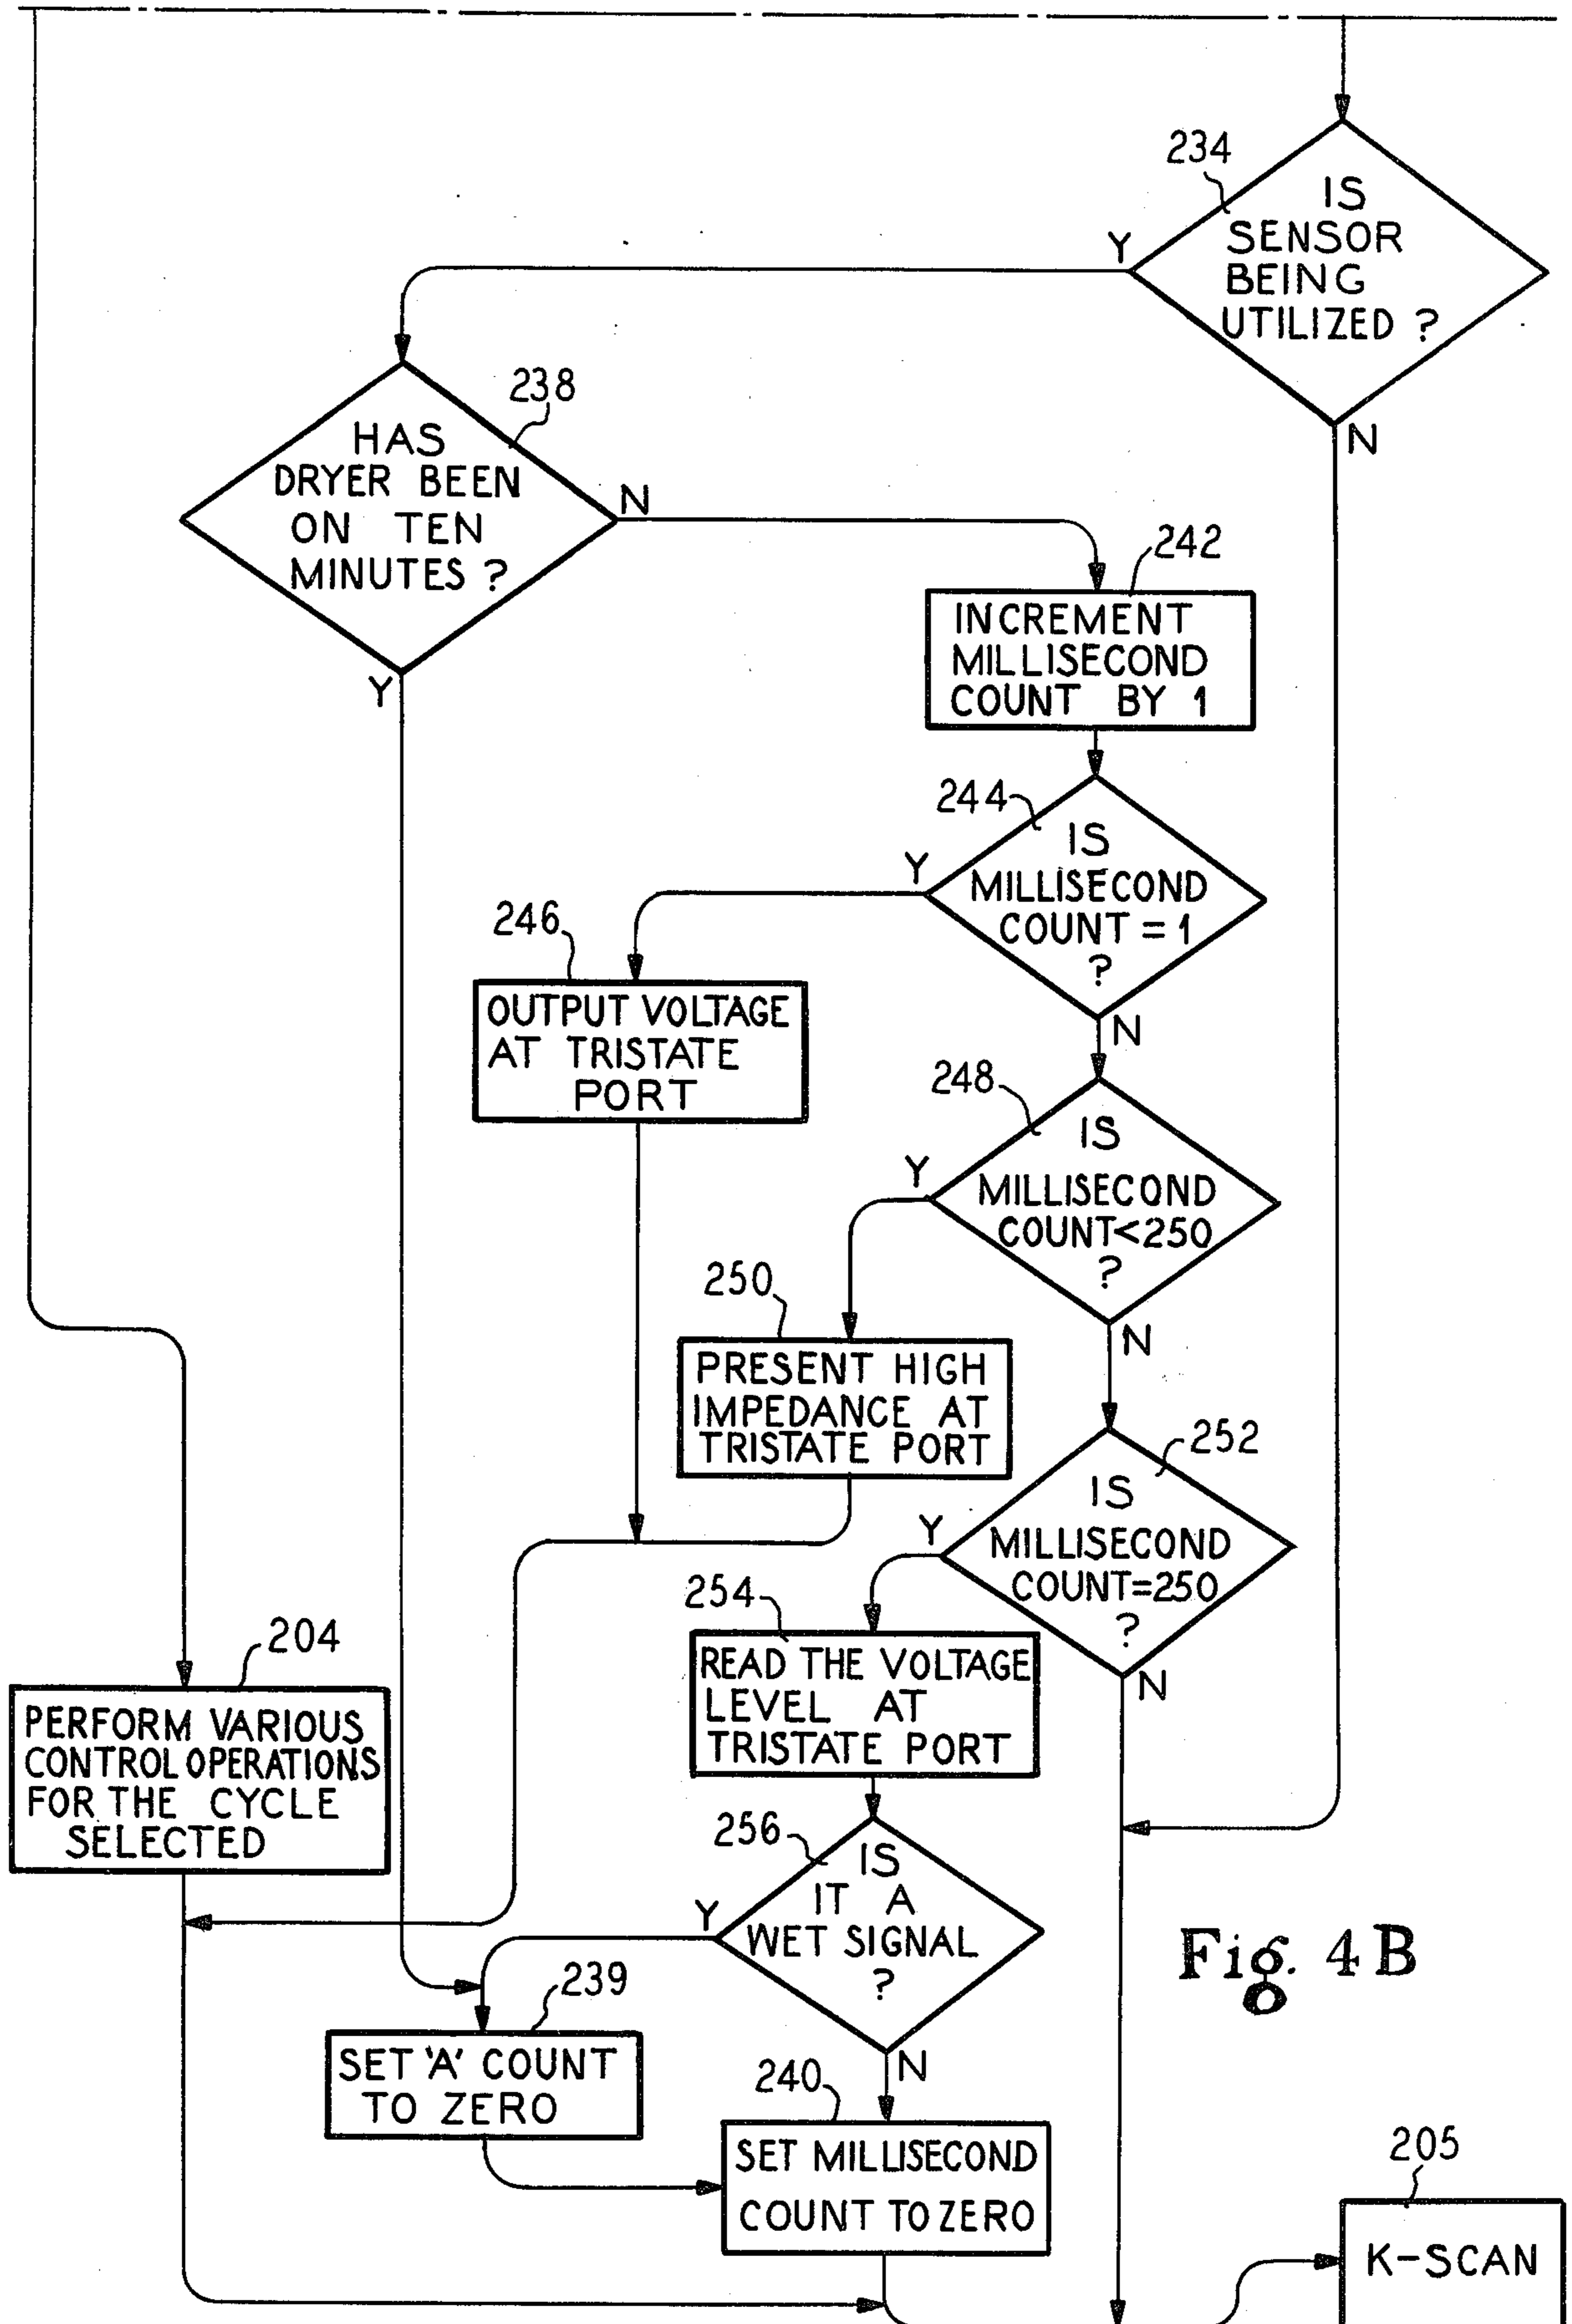 234
IS
SENSOR
BEING
UTILIZED ?
Y
N
238
HAS
DRYER BEEN
ON TEN
MINUTES ?
N
Y
242
INCREMENT
MILLISECOND
COUNT BY 1
244
IS
MILLISECOND
COUNT = 1
?
Y
N
246
OUTPUT VOLTAGE
AT TRISTATE
PORT
248
IS
MILLISECOND
COUNT<250
?
Y
N
250
PRESENT HIGH
IMPEDANCE AT
TRISTATE PORT
252
IS
MILLISECOND
COUNT=250
?
Y
N
254
READ THE VOLTAGE
LEVEL AT
TRISTATE PORT
204
PERFORM VARIOUS
CONTROL OPERATIONS
FOR THE CYCLE
SELECTED
256
IS
IT A
WET SIGNAL
?
Y
N
Fig. 4B
239
SET 'A' COUNT
TO ZERO
240
SET MILLISECOND
COUNT TO ZERO
205
K-SCAN